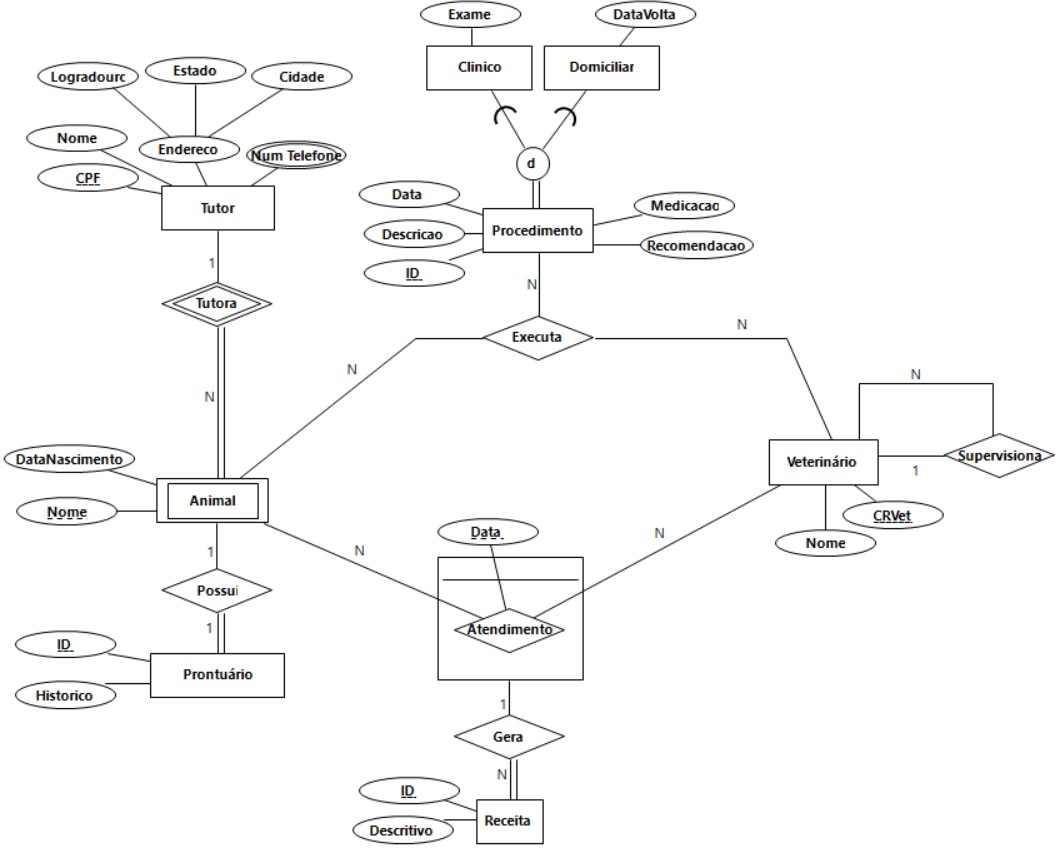 Exame
DataVolta
Clinico
Domiciliar
Logradourc
Estado
Cidade
Nome
Endereco
Num Telefone
CPF
Tutor
d
Data
Medicacao
Descricao
Procedimento
Recomendacao
ID
1
N
Tutora
Executa
N
N
N
N
DataNascimento
Animal
Nome
Veterinário
Supervisiona
1
CRVet
Nome
Data
N
N
1
Possui
Atendimento
1
ID
Prontuário
Historico
1
Gera
N
ID
Descritivo
Receita